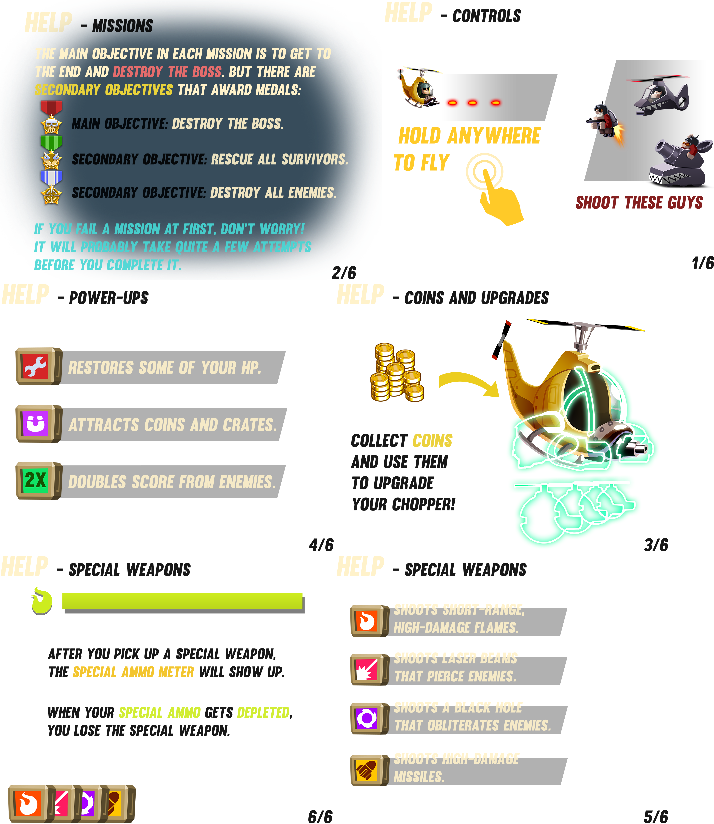 HELP - MISSIONS
THE MAIN OBJECTIVE IN EACH MISSION IS TO GET TO
THE END AND DESTROY THE BOSS. BUT THERE ARE
SECONDARY OBJECTIVES THAT AWARD MEDALS:
MAIN OBJECTIVE: DESTROY THE BOSS.
SECONDARY OBJECTIVE: RESCUE ALL SURVIVORS.
SECONDARY OBJECTIVE: DESTROY ALL ENEMIES.
IF YOU FAIL A MISSION AT FIRST, DON'T WORRY!
IT WILL PROBABLY TAKE QUITE A FEW ATTEMPTS
BEFORE YOU COMPLETE IT.
2/6
HELP - CONTROLS
HOLD ANYWHERE
TO FLY
SHOOT THESE GUYS
1/6
HELP - POWER-UPS
RESTORES SOME OF YOUR HP.
ATTRACTS COINS AND CRATES.
2X
DOUBLES SCORE FROM ENEMIES.
4/6
HELP - COINS AND UPGRADES
COLLECT COINS
AND USE THEM
TO UPGRADE
YOUR CHOPPER!
3/6
HELP - SPECIAL WEAPONS
AFTER YOU PICK UP A SPECIAL WEAPON,
THE SPECIAL AMMO METER WILL SHOW UP.
WHEN YOUR SPECIAL AMMO GETS DEPLETED,
YOU LOSE THE SPECIAL WEAPON.
6/6
HELP - SPECIAL WEAPONS
SHOOTS SHORT-RANGE,
HIGH-DAMAGE FLAMES.
SHOOTS LASER BEAMS
THAT PIERCE ENEMIES.
SHOOTS A BLACK HOLE
THAT OBLITERATES ENEMIES.
SHOOTS HIGH-DAMAGE
MISSILES.
5/6